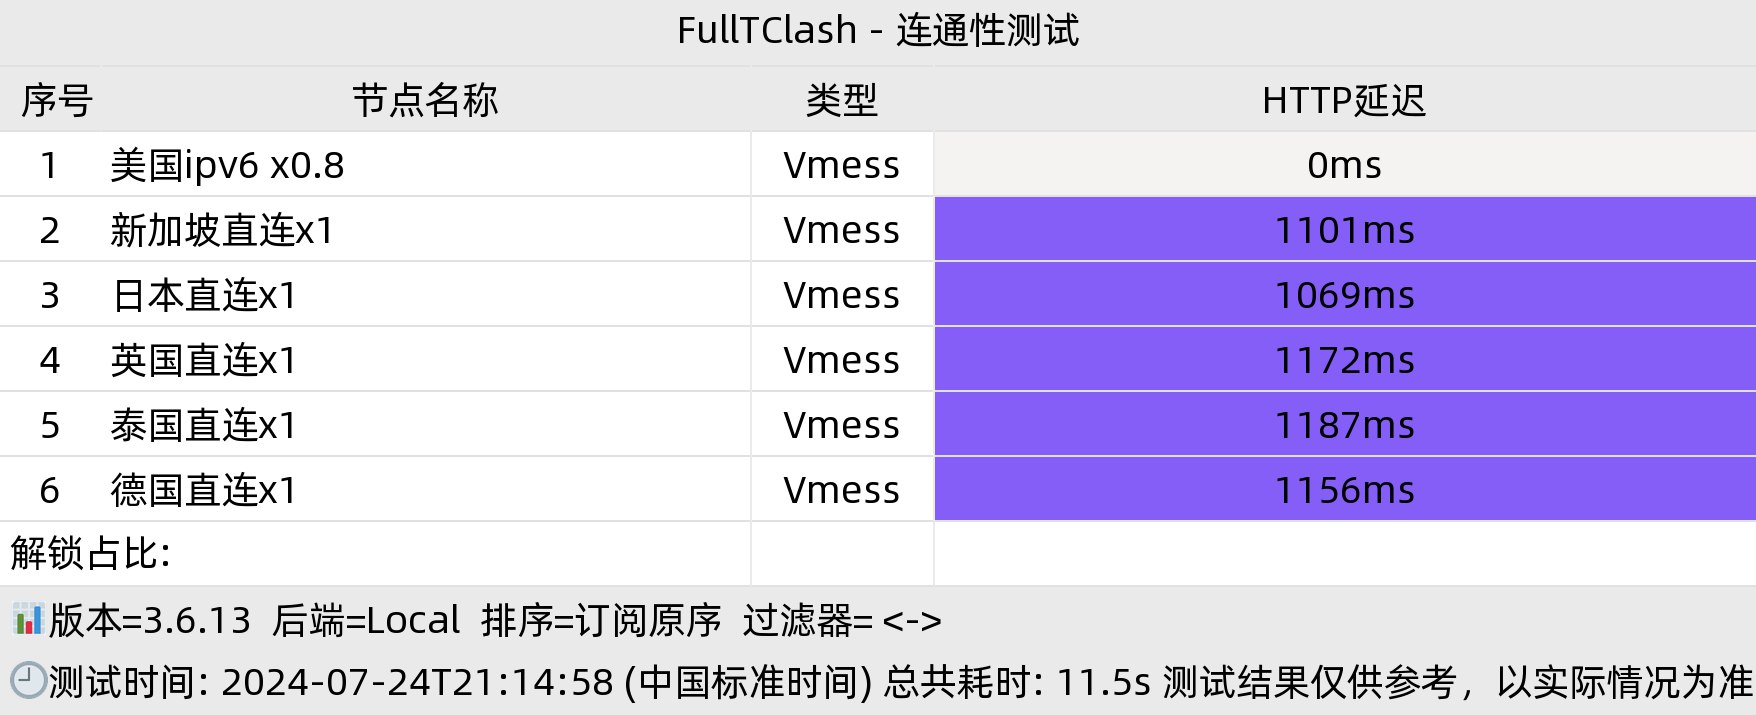 FullTClash - 连通性测试
序号 节点名称 类型 HTTP延迟
1 美国ipv6 x0.8 Vmess 0ms
2 新加坡直连x1 Vmess 1101ms
3 日本直连x1 Vmess 1069ms
4 英国直连x1 Vmess 1172ms
5 泰国直连x1 Vmess 1187ms
6 德国直连x1 Vmess 1156ms
解锁占比:
版本=3.6.13 后端=Local 排序=订阅原序 过滤器= <->
测试时间: 2024-07-24T21:14:58 (中国标准时间) 总共耗时: 11.5s 测试结果仅供参考，以实际情况为准